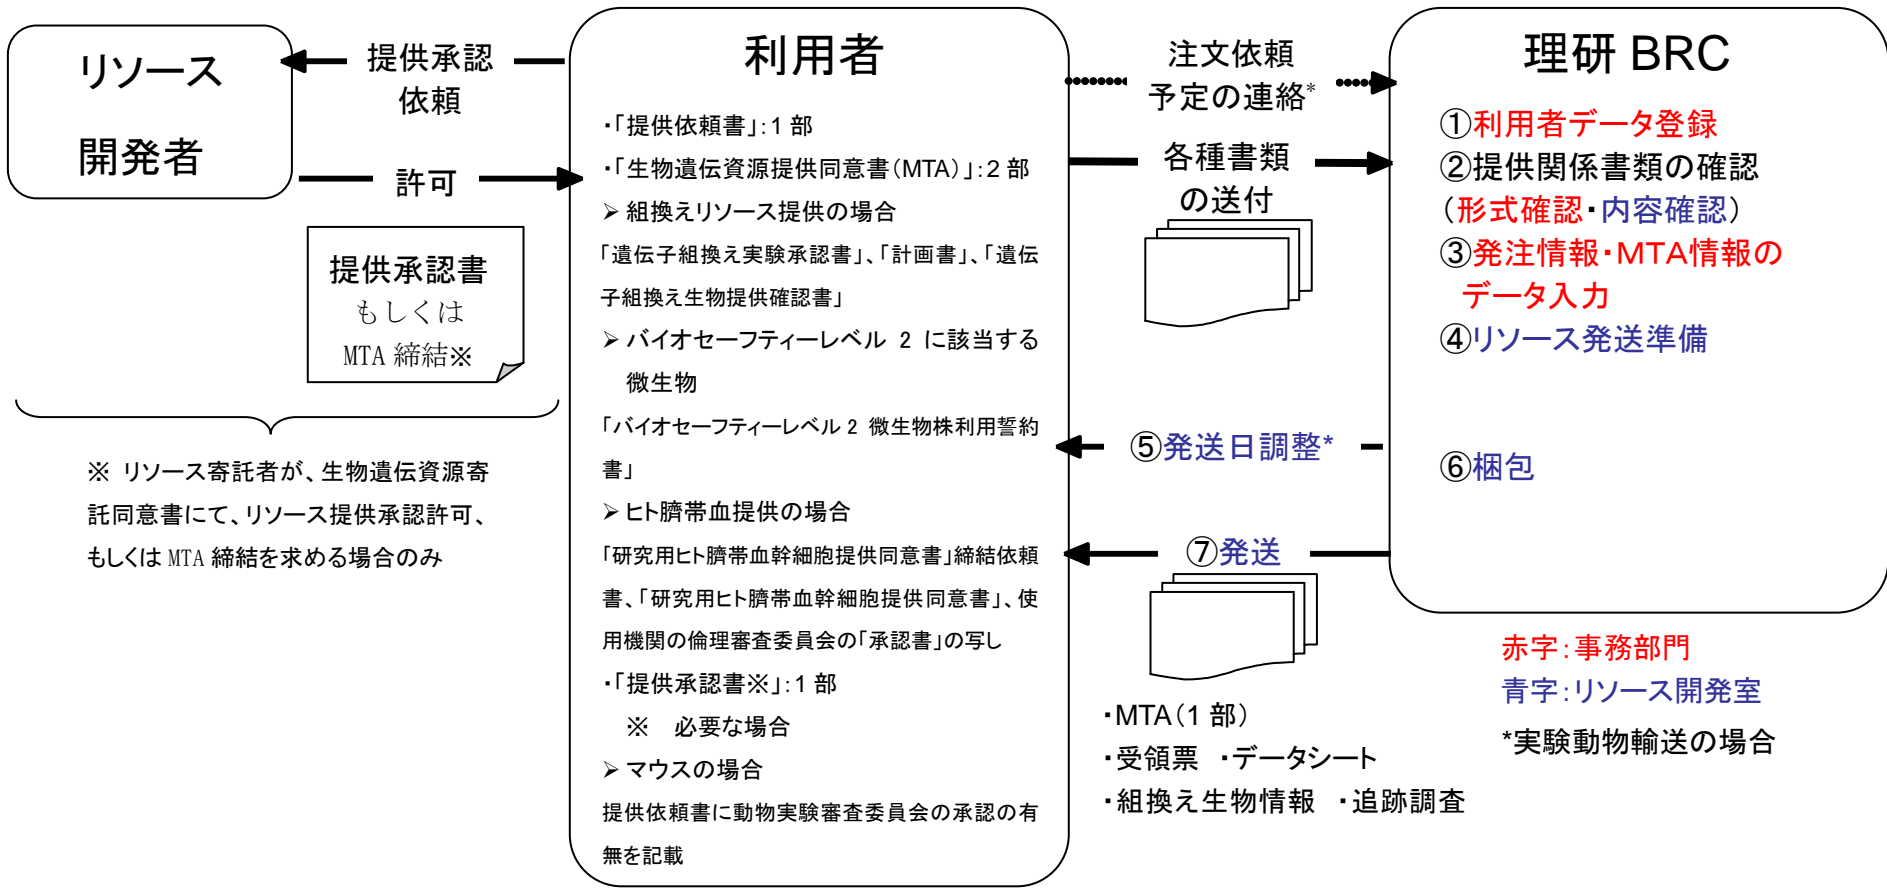 リソース
開発者
提供承認
依頼
許可
提供承認書
もしくは
MTA 締結※
※ リソース寄託者が、生物遺伝資源寄
託同意書にて、リソース提供承認許可、
もしくは MTA 締結を求める場合のみ
利用者
・「提供依頼書」：1 部
・「生物遺伝資源提供同意書（MTA）」：2 部
➢ 組換えリソース提供の場合
「遺伝子組換え実験承認書」、「計画書」、「遺伝
子組換え生物提供確認書」
➢ バイオセーフティーレベル 2 に該当する
微生物
「バイオセーフティーレベル 2 微生物株利用誓約
書」
➢ ヒト臍帯血提供の場合
「研究用ヒト臍帯血幹細胞提供同意書」締結依頼
書、「研究用ヒト臍帯血幹細胞提供同意書」、使
用機関の倫理審査委員会の「承認書」の写し
・「提供承認書※」：1 部
※ 必要な場合
➢ マウスの場合
提供依頼書に動物実験審査委員会の承認の有
無を記載
注文依頼
予定の連絡*
各種書類
の送付
⑤発送日調整*
⑦発送
・MTA（1 部）
・受領票 ・データシート
・組換え生物情報 ・追跡調査
理研 BRC
①利用者データ登録
②提供関係書類の確認
（形式確認・内容確認）
③発注情報・MTA情報の
データ入力
④リソース発送準備
⑥梱包
赤字：事務部門
青字：リソース開発室
*実験動物輸送の場合